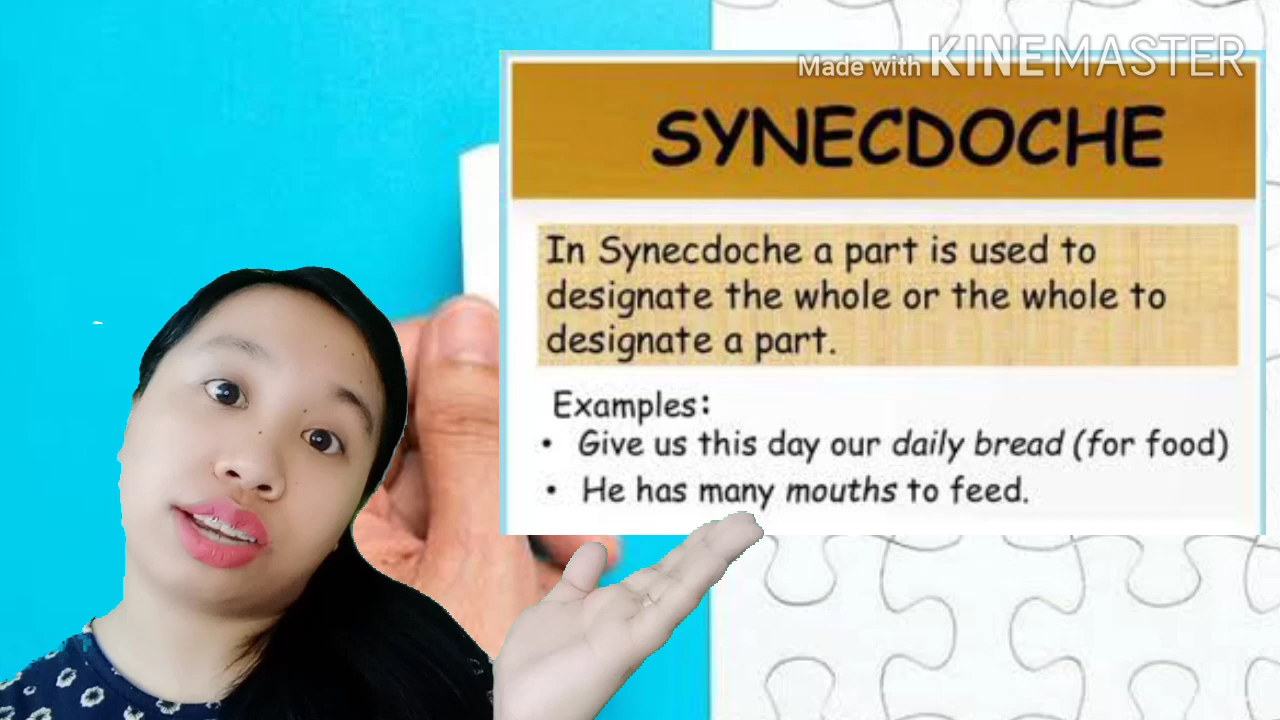 Made with KINEMASTER
SYNECDOCHE
In Synecdoche a part is used to
designate the whole or the whole to
designate a part.
Examples:
• Give us this day our daily bread (for food)
• He has many mouths to feed.